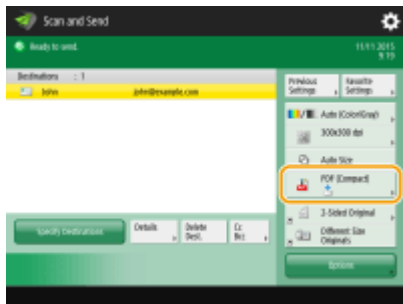 Scan and Send
Ready to send.
11/11 2015
9:19
Destinations : 1
John john@example.com
Previous Settings
Favorite Settings
Auto (Color/Gray)
300x300 dpi
Auto Size
PDF (Compact)
2-Sided Original
Different Size Originals
Specify Destinations
Details
Delete Dest.
Cc Bcc
Options